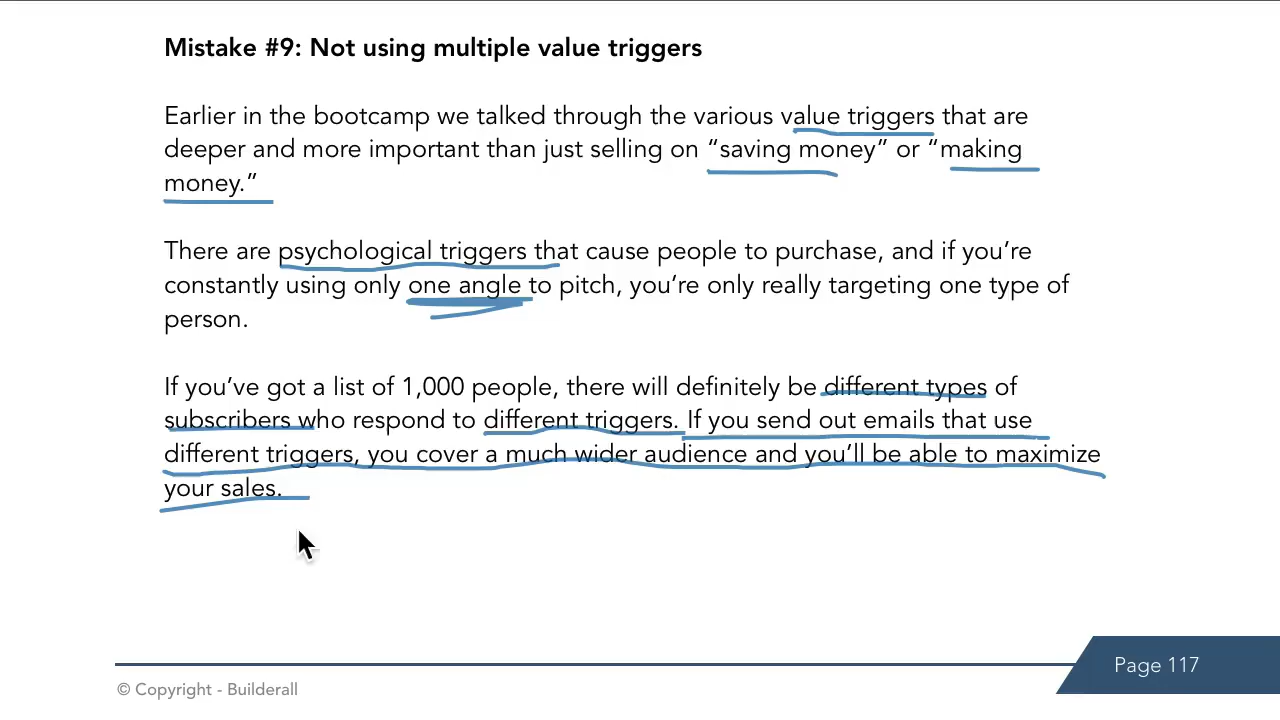 Mistake #9: Not using multiple value triggers
Earlier in the bootcamp we talked through the various value triggers that are
deeper and more important than just selling on “saving money” or “making
money.”
There are psychological triggers that cause people to purchase, and if you’re
constantly using only one angle to pitch, you’re only really targeting one type of
person.
If you’ve got a list of 1,000 people, there will definitely be different types of
subscribers who respond to different triggers. If you send out emails that use
different triggers, you cover a much wider audience and you’ll be able to maximize
your sales.
Page 117
© Copyright - Builderall